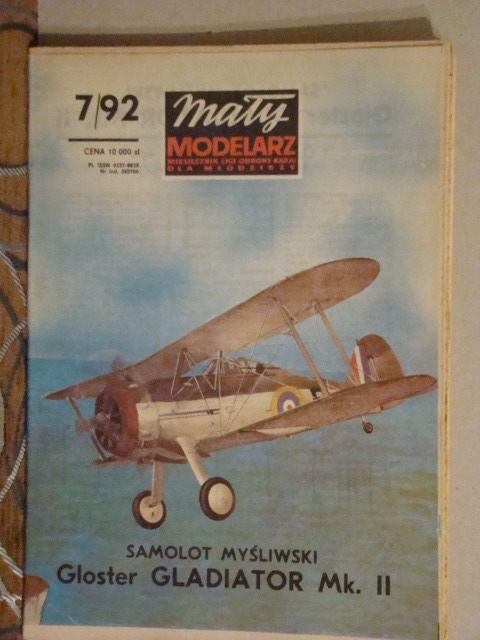 7/92
CENA 10 000 zł
Mały
MODELARZ
MIESIĘCZNIK LIGI OBRONY KRAJU
DLA MŁODZIEŻY
SAMOLOT MYŚLIWSKI
Gloster GLADIATOR Mk. II